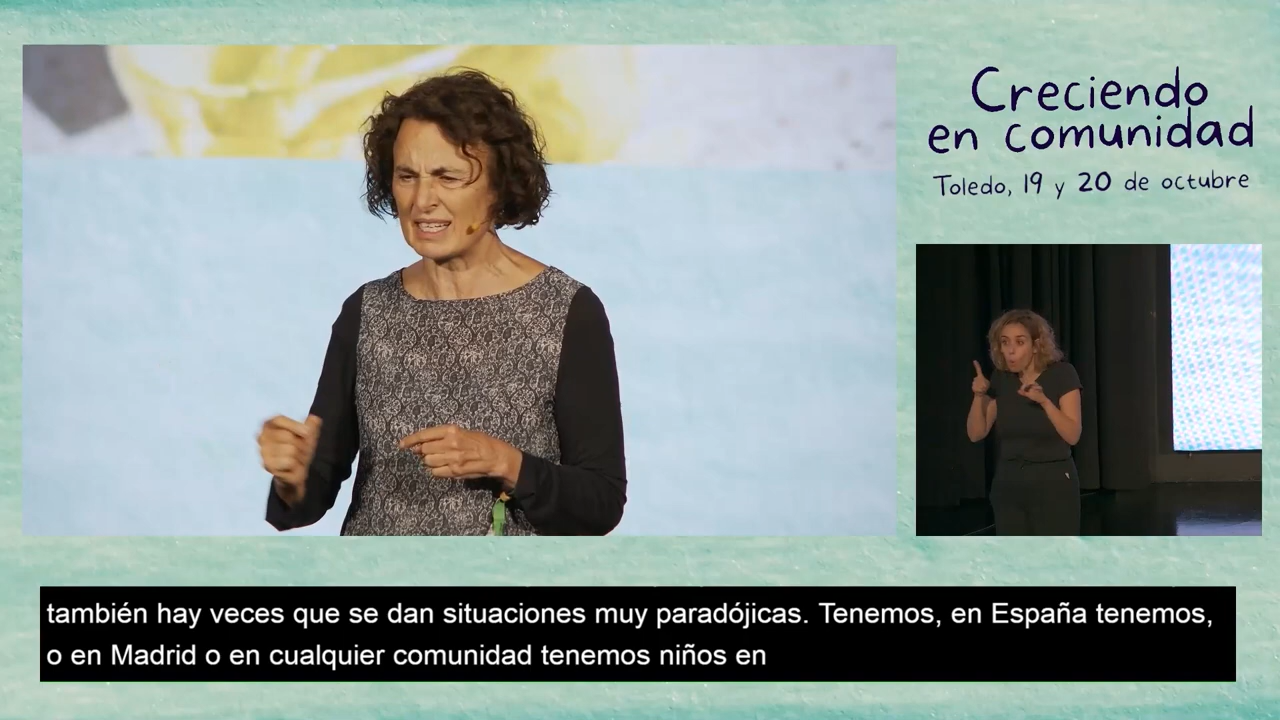 Creciendo
en comunidad
Toledo, 19 y 20 de octubre
también hay veces que se dan situaciones muy paradójicas. Tenemos, en España tenemos,
o en Madrid o en cualquier comunidad tenemos niños en